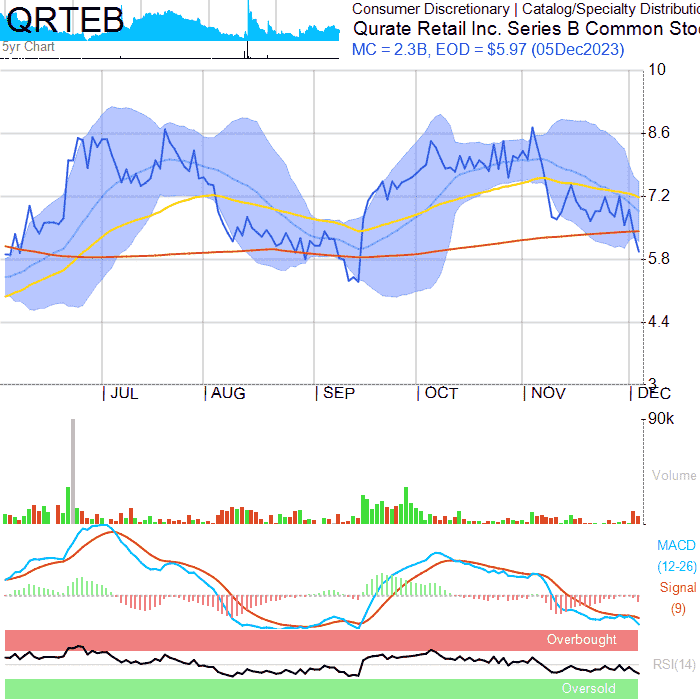 QRTEB
5yr Chart
Consumer Discretionary | Catalog/Specialty Distributio
Qurate Retail Inc. Series B Common Sto
MC = 2.3B, EOD = $5.97 (05Dec2023)
10
8.6
7.2
5.8
4.4
3
JUL
AUG
SEP
OCT
NOV
DEC
90k
Volume
MACD
(12-26)
Signal
(9)
Overbought
RSI(14)
Oversold